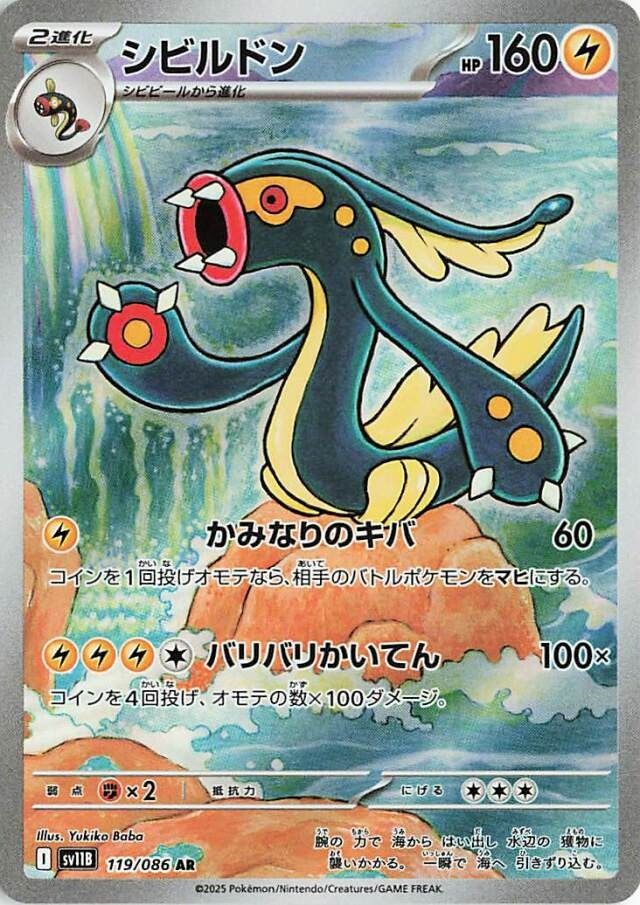 2進化
シビルドン
HP 160
シビビールから進化
かみなりのキバ 60
コインを1回投げオモテなら、相手のバトルポケモンをマヒにする。
バリバリかいてん 100×
コインを4回投げ、オモテの数×100ダメージ。
弱点 ×2 抵抗力 にげる
Illus. Yukiko Baba
I sv11B 119/086 AR
腕の力で海からはい出し水辺の獲物に
襲いかかる。一瞬で海へ引きずり込む。
©2025 Pokémon/Nintendo/Creatures/GAME FREAK.